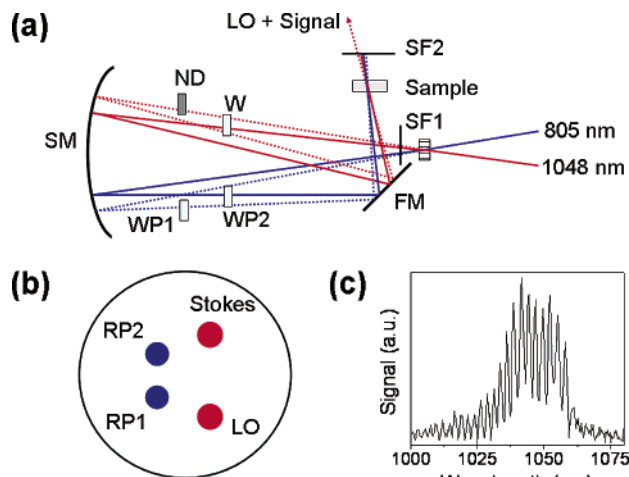 (a)
LO + Signal
SF2
ND
W
Sample
SF1
SM
805 nm
1048 nm
WP1
WP2
FM
(b)
Stokes
RP2
RP1
LO
(c)
Signal (a.u.)
1000 1025 1050 1075